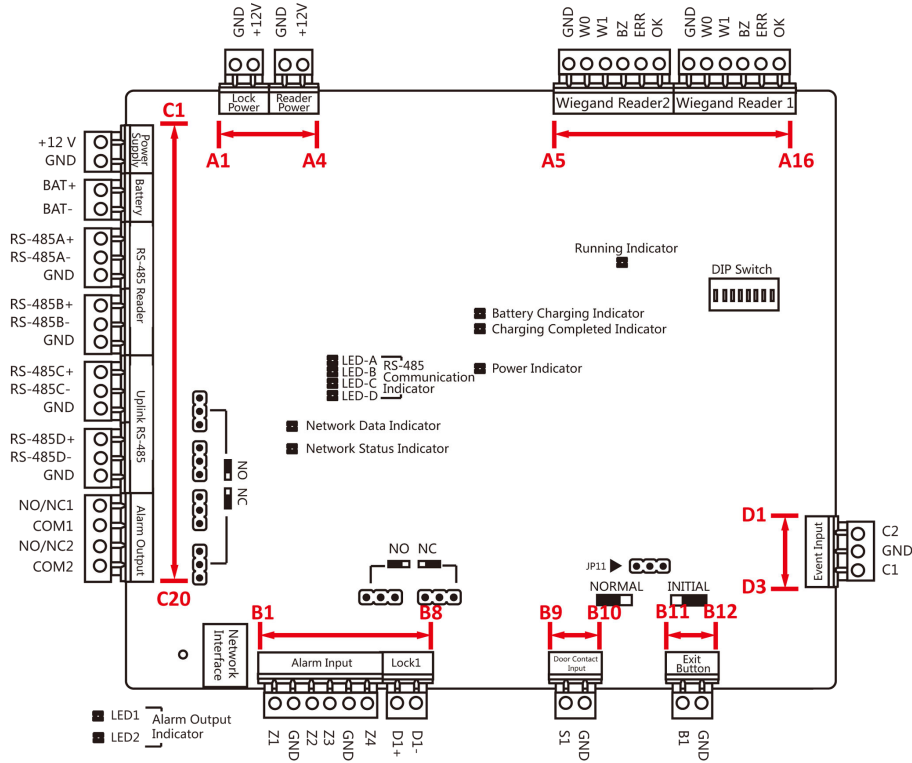 GND
+12V
GND
+12V
GND
W0
W1
BZ
ERR
OK
GND
W0
W1
BZ
ERR
OK
Lock
Power
Reader
Power
Wiegand Reader2
Wiegand Reader 1
C1
A1
A4
A5
A16
+12 V
GND
Power
Supply
BAT+
BAT-
Battery
RS-485A+
RS-485A-
GND
RS-485B+
RS-485B-
GND
RS-485 Reader
RS-485C+
RS-485C-
GND
RS-485D+
RS-485D-
GND
Uplink RS-485
NO/NC1
COM1
NO/NC2
COM2
Alarm Output
C20
Running Indicator
DIP Switch
Battery Charging Indicator
Charging Completed Indicator
Power Indicator
LED-A
LED-B
LED-C
LED-D
RS-485
Communication
Indicator
Network Data Indicator
Network Status Indicator
NO
NC
NO
NC
JP11
NORMAL
INITIAL
D1
D3
Event Input
C2
GND
C1
B1
B8
B9
B10
B11
B12
Network
Interface
Alarm Input
Lock1
Door Contact
Input
Exit
Button
Z1
GND
Z2
Z3
GND
Z4
D1+
D1-
S1
GND
B1
GND
LED1
LED2
Alarm Output
Indicator